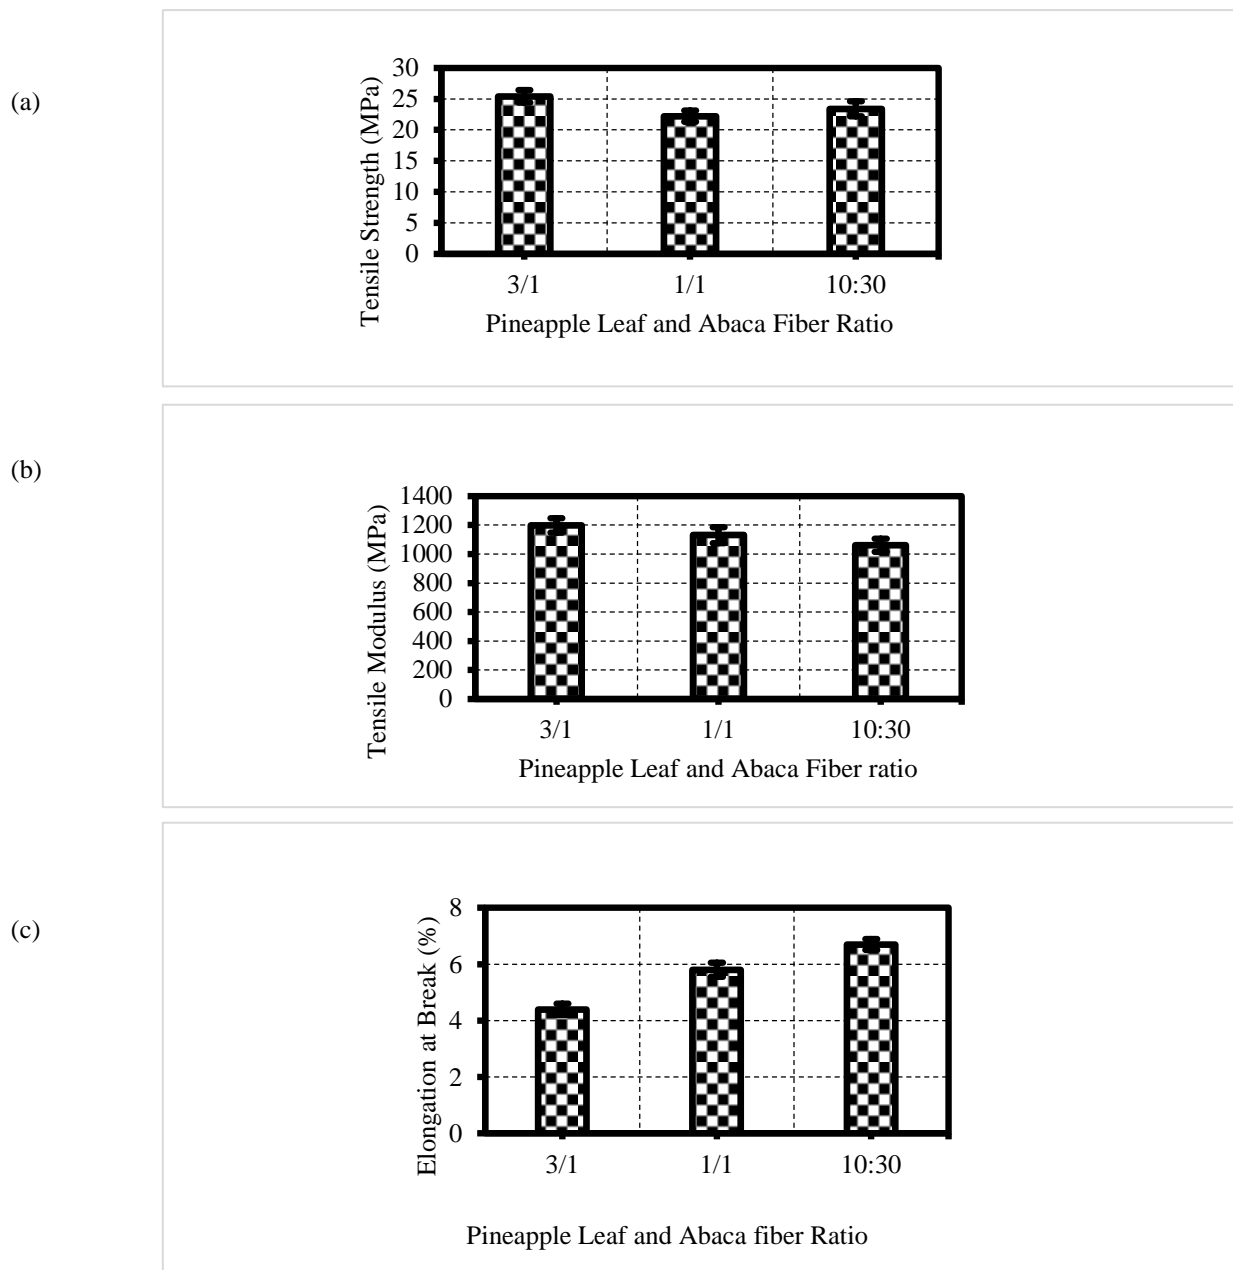 (a)
Tensile Strength (MPa)
30
25
20
15
10
5
0
3/1 1/1 10:30
Pineapple Leaf and Abaca Fiber Ratio
(b)
Tensile Modulus (MPa)
1400
1200
1000
800
600
400
200
0
3/1 1/1 10:30
Pineapple Leaf and Abaca Fiber ratio
(c)
Elongation at Break (%)
8
6
4
2
0
3/1 1/1 10:30
Pineapple Leaf and Abaca fiber Ratio